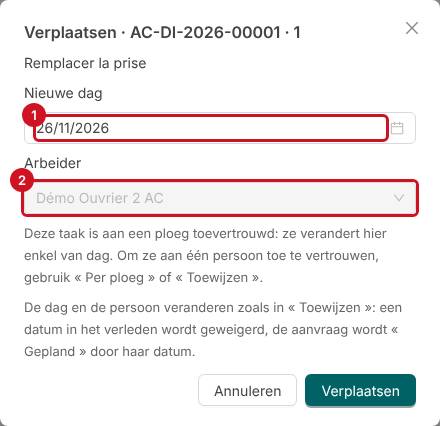 Verplaatsen · AC-DI-2026-00001 · 1
Remplacer la prise
Nieuwe dag
1
26/11/2026
Arbeider
2
Démo Ouvrier 2 AC
Deze taak is aan een ploeg toevertrouwd: ze verandert hier
enkel van dag. Om ze aan één persoon toe te vertrouwen,
gebruik « Per ploeg » of « Toewijzen ».
De dag en de persoon veranderen zoals in « Toewijzen »: een
datum in het verleden wordt geweigerd, de aanvraag wordt «
Gepland » door haar datum.
Annuleren
Verplaatsen